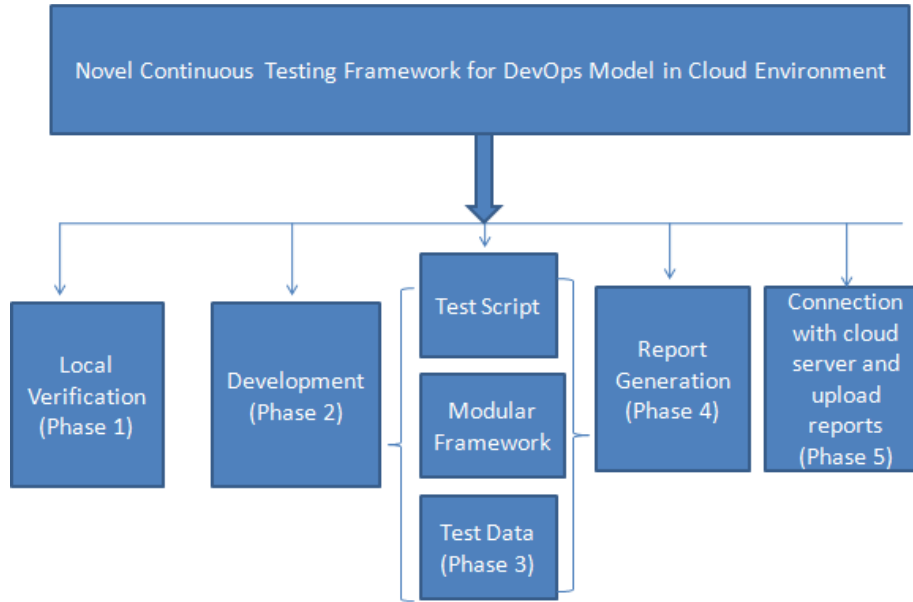 Novel Continuous Testing Framework for DevOps Model in Cloud Environment
Local
Verification
(Phase 1)
Development
(Phase 2)
Test Script
Modular
Framework
Test Data
(Phase 3)
Report
Generation
(Phase 4)
Connection
with cloud
server and
upload
reports
(Phase 5)